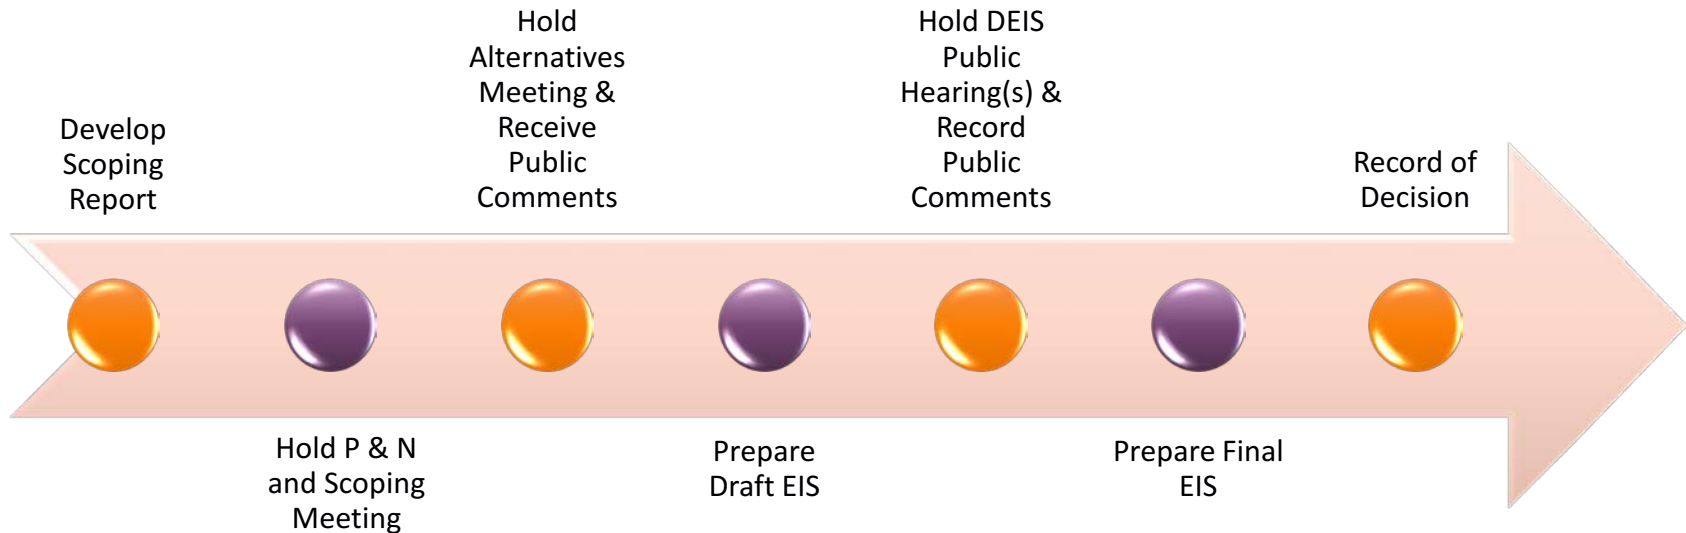 Develop
Scoping
Report
Hold P & N
and Scoping
Meeting
Hold
Alternatives
Meeting &
Receive
Public
Comments
Prepare
Draft EIS
Hold DEIS
Public
Hearing(s) &
Record
Public
Comments
Prepare Final
EIS
Record of
Decision